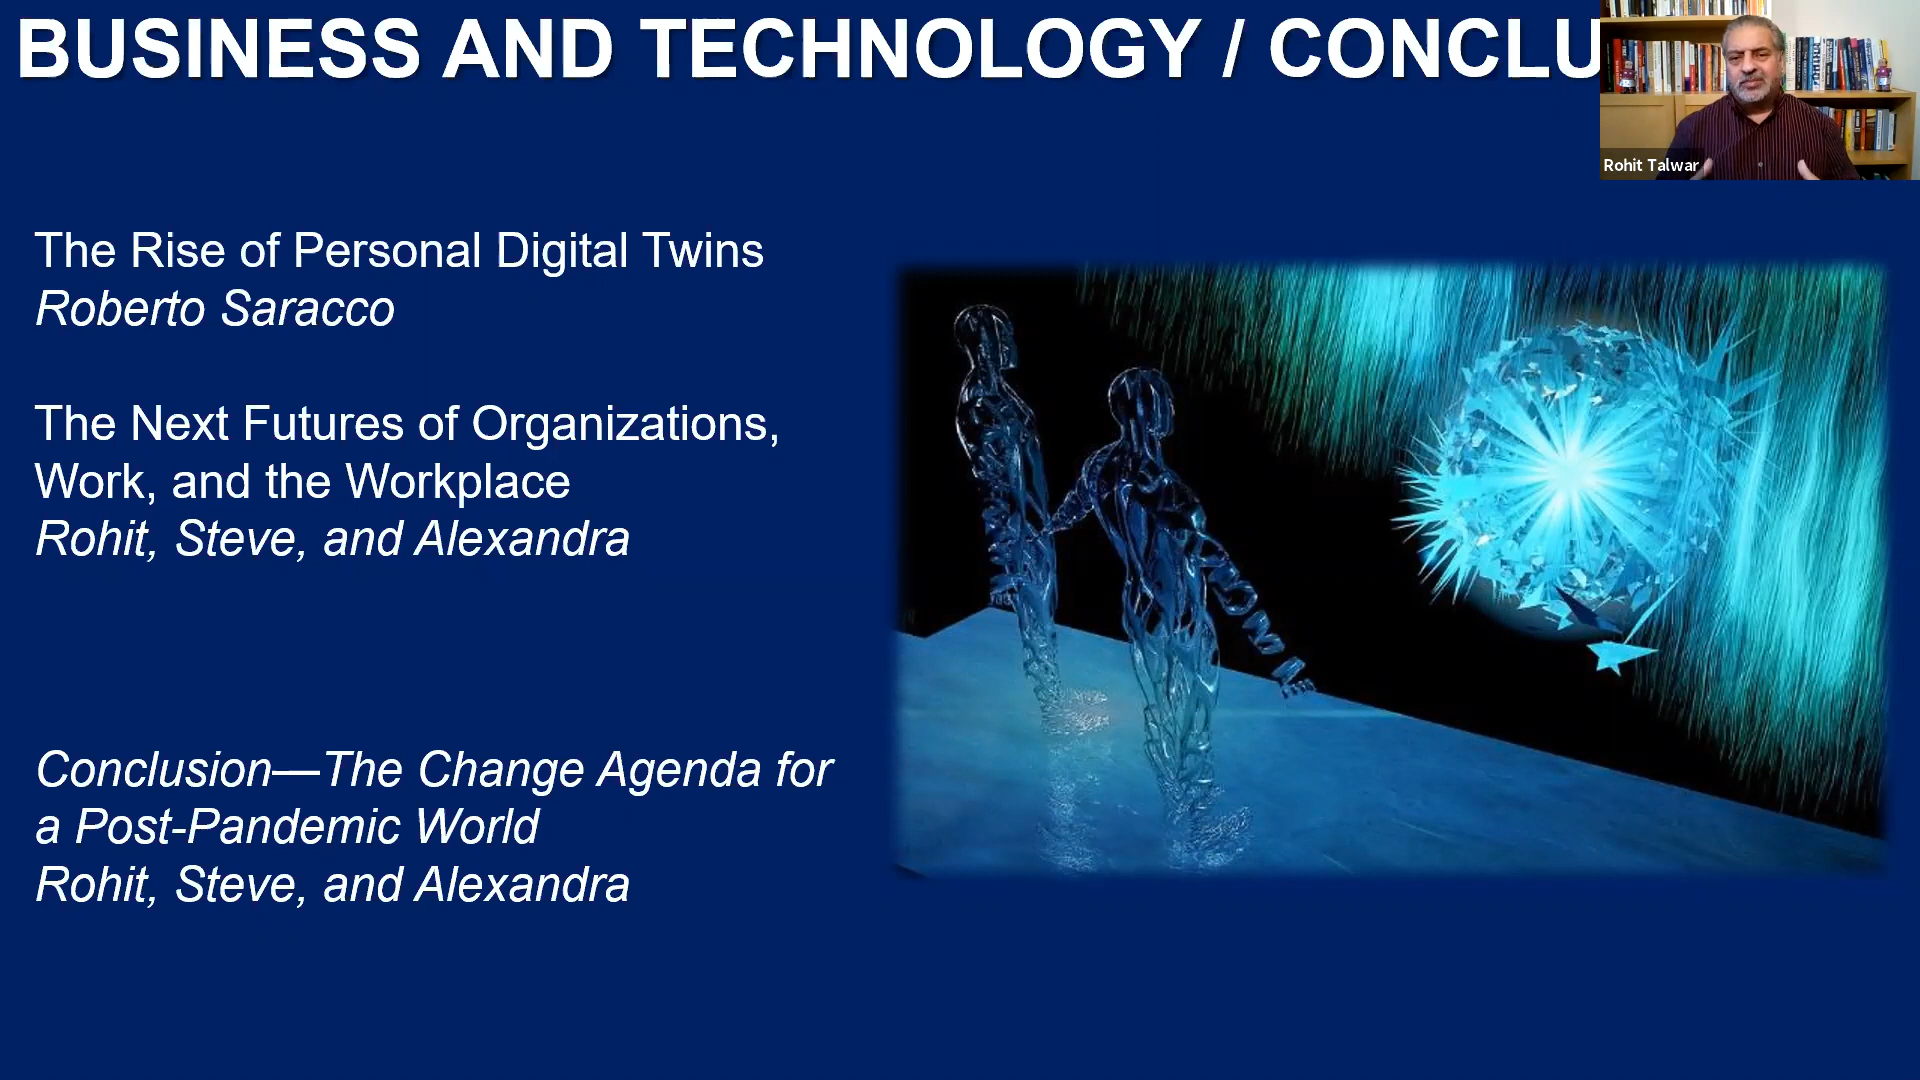 BUSINESS AND TECHNOLOGY / CONCLU
Rohit Talwar
The Rise of Personal Digital Twins
Roberto Saracco
The Next Futures of Organizations,
Work, and the Workplace
Rohit, Steve, and Alexandra
Conclusion—The Change Agenda for
a Post-Pandemic World
Rohit, Steve, and Alexandra